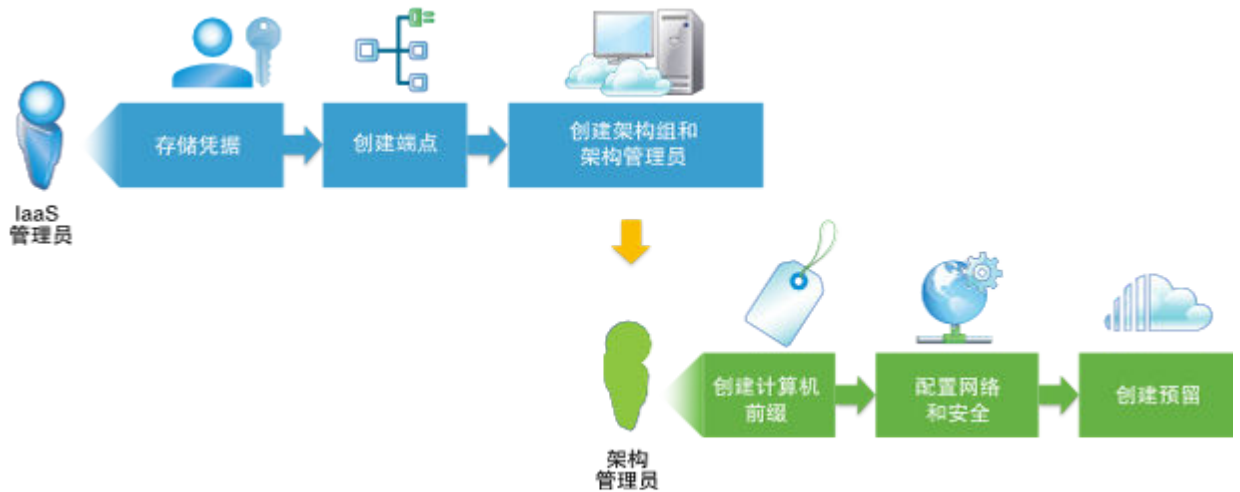 存储凭据
创建端点
创建架构组和
架构管理员
IaaS
管理员
创建计算机
前缀
配置网络
和安全
创建预留
架构
管理员